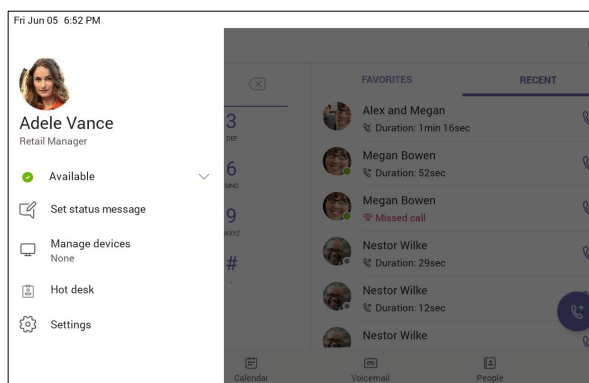 Fri Jun 05 6:52 PM
Adele Vance
Retail Manager
Available
Set status message
Manage devices
None
Hot desk
Settings
3
DEF
6
MNO
9
WXYZ
#
FAVORITES
RECENT
Alex and Megan
Duration: 1min 16sec
Megan Bowen
Duration: 52sec
Megan Bowen
Missed call
Nestor Wilke
Duration: 29sec
Nestor Wilke
Duration: 12sec
Nestor Wilke
Calendar
Voicemail
People